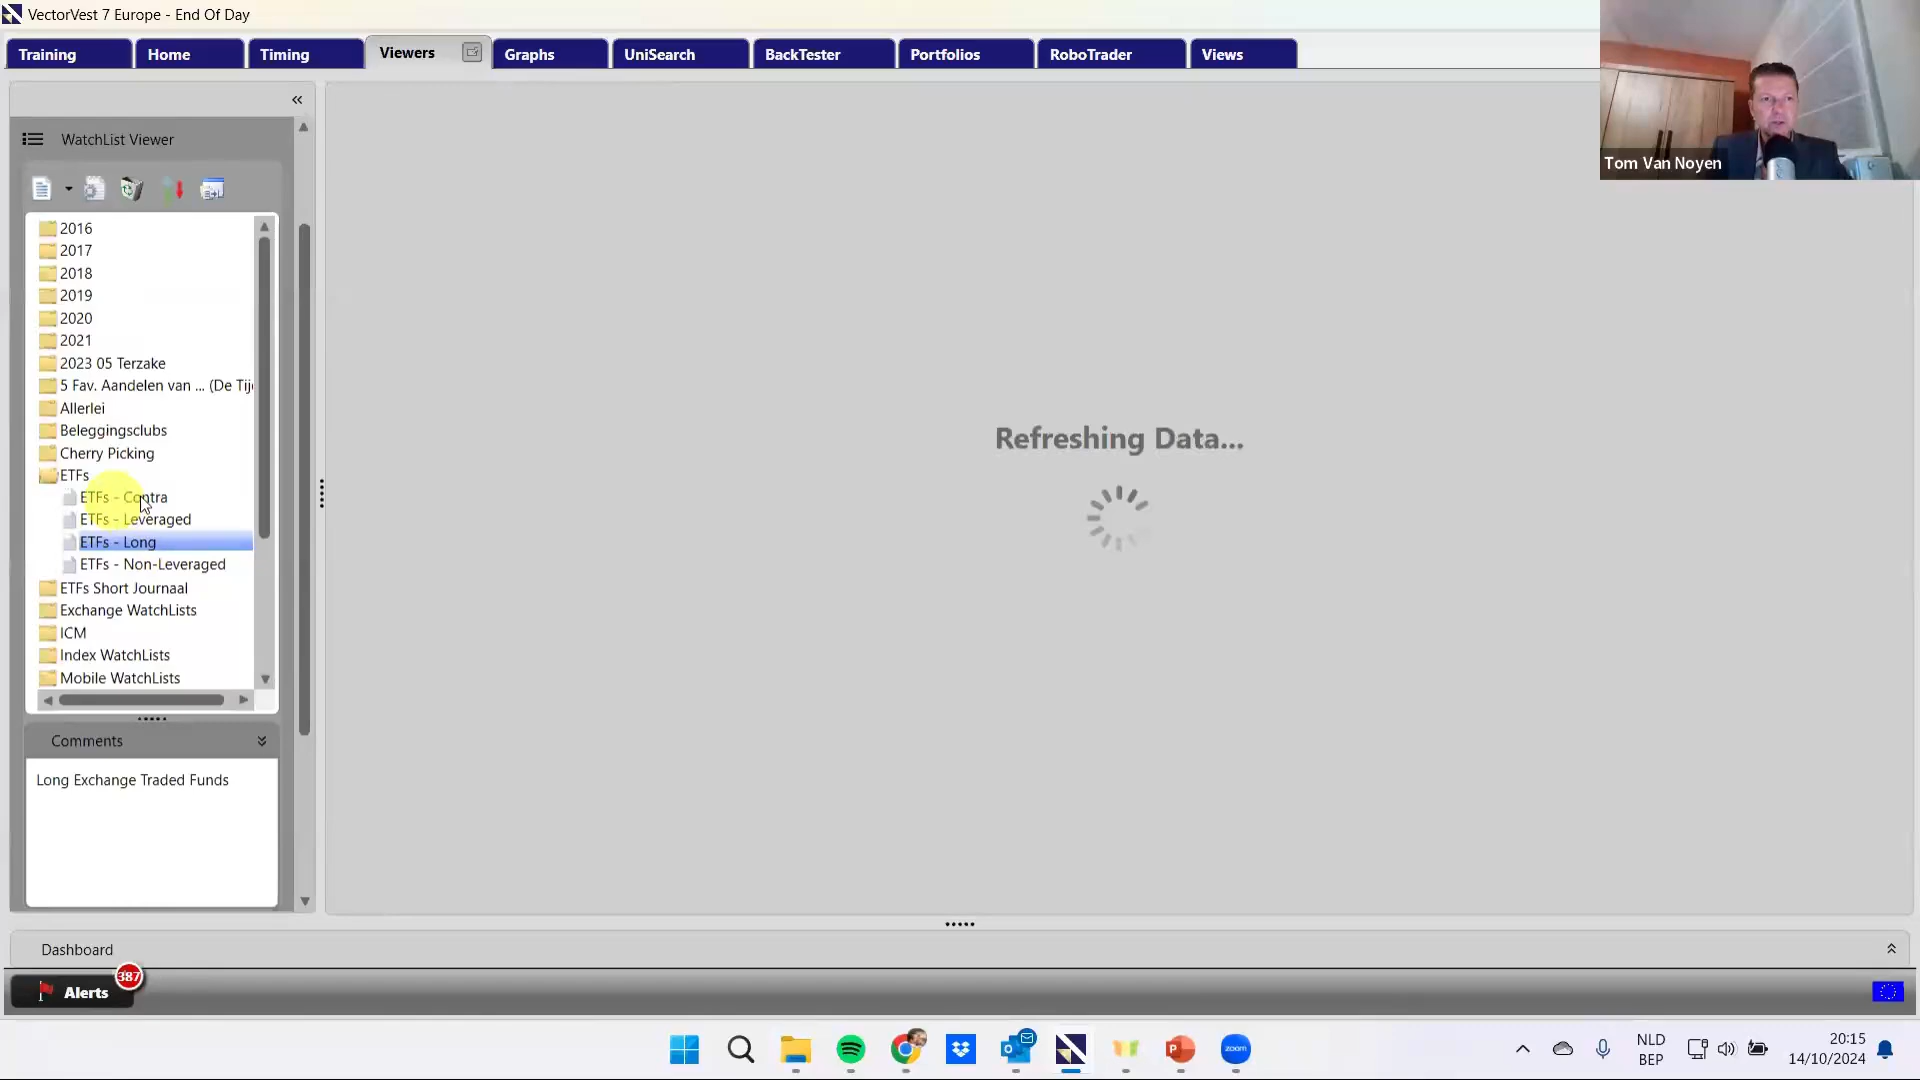 VectorVest 7 Europe - End Of Day
Training
Home
Timing
Viewers
Graphs
UniSearch
BackTester
Portfolios
RoboTrader
Views
Tom Van Noyen
«
WatchList Viewer
2016
2017
2018
2019
2020
2021
2023 05 Terzake
5 Fav. Aandelen van ... (De Tij
Allerlei
Beleggingsclubs
Cherry Picking
ETFs
ETFs - Contra
ETFs - Leveraged
ETFs - Long
ETFs - Non-Leveraged
ETFs Short Journaal
Exchange WatchLists
ICM
Index WatchLists
Mobile WatchLists
Comments
Long Exchange Traded Funds
Refreshing Data...
Dashboard
Alerts
387
zoom
NLD
BEP
20:15
14/10/2024